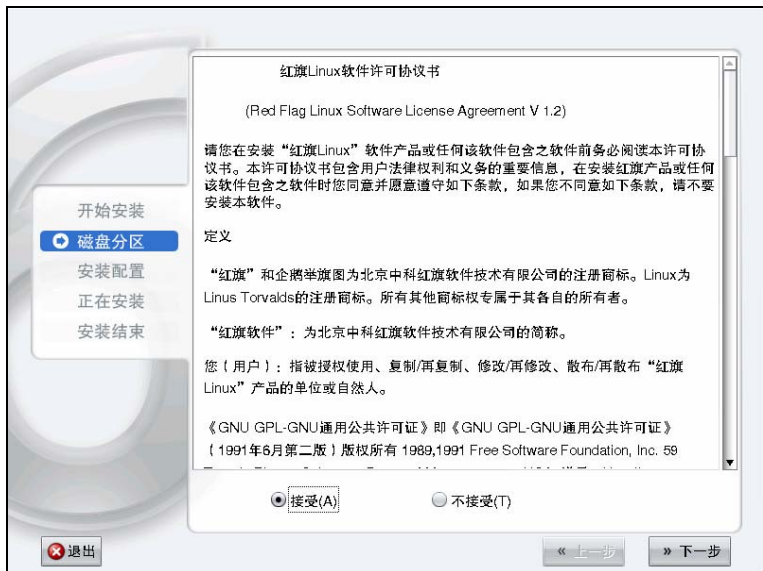 开始安装
磁盘分区
安装配置
正在安装
安装结束
红旗Linux软件许可协议书
(Red Flag Linux Software License Agreement V 1.2)
请您在安装“红旗Linux”软件产品或任何该软件包含之软件前务必阅读本许可协
议书。本许可协议书包含用户法律权利和义务的重要信息，在安装红旗产品或任何
该软件包含之软件时您同意并愿意遵守如下条款，如果您不同意如下条款，请不要
安装本软件。
定义
“红旗”和企鹅举旗图为北京中科红旗软件技术有限公司的注册商标。Linux为
Linus Torvalds的注册商标。所有其他商标权专属于其各自的所有者。
“红旗软件”：为北京中科红旗软件技术有限公司的简称。
您（用户）：指被授权使用、复制/再复制、修改/再修改、散布/再散布“红旗
Linux”产品的单位或自然人。
《GNU GPL-GNU通用公共许可证》即《GNU GPL-GNU通用公共许可证》
（1991年6月第二版）版权所有 1989,1991 Free Software Foundation, Inc. 59
接受(A)
不接受(T)
退出
« 上一步
» 下一步